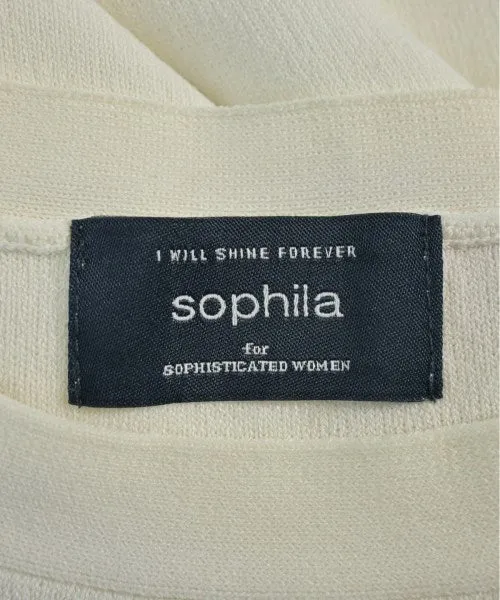 I WILL SHINE FOREVER
sophila
for
SOPHISTICATED WOMEN